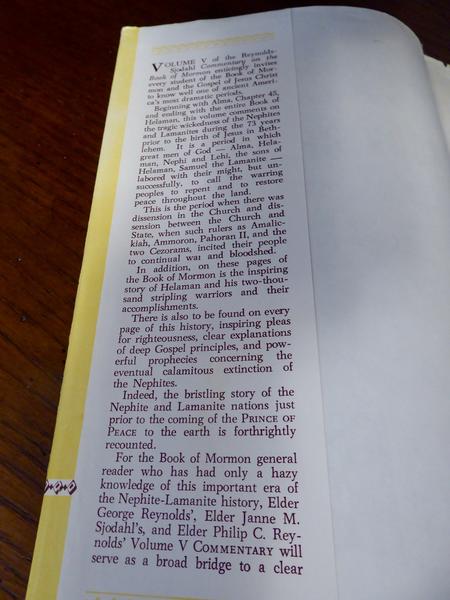 VOLUME V of the Reynolds-
Sjodahl Commentary on the
Book of Mormon enticingly invites
every student of the Book of Mor-
mon and the Gospel of Jesus Christ
to know well one of ancient Ameri-
ca's most dramatic periods.
Beginning with Alma, Chapter 45,
and ending with the entire Book of
Helaman, this volume comments on
the tragic wickedness of the Nephites
and Lamanites during the 73 years
prior to the birth of Jesus in Beth-
lehem. It is a period in which
great men of God — Alma, Hela-
man, Nephi and Lehi, the sons of
Helaman, Samuel the Lamanite —
labored with their might, but un-
successfully, to call the warring
peoples to repent and to restore
peace throughout the land.
This is the period when there was
dissension in the Church and dis-
sension between the Church and
State, when such rulers as Amalic-
kiah, Ammoron, Pahoran II, and the
two Cezorams, incited their people
to continual war and bloodshed.
In addition, on these pages of
the Book of Mormon is the inspiring
story of Helaman and his two-thou-
sand stripling warriors and their
accomplishments.
There is also to be found on every
page of this history, inspiring pleas
for righteousness, clear explanations
of deep Gospel principles, and pow-
erful prophecies concerning the
eventual calamitous extinction of
the Nephites.
Indeed, the bristling story of the
Nephite and Lamanite nations just
prior to the coming of the PRINCE OF
PEACE to the earth is forthrightly
recounted.
For the Book of Mormon general
reader who has had only a hazy
knowledge of this important era of
the Nephite-Lamanite history, Elder
George Reynolds', Elder Janne M.
Sjodahl's, and Elder Philip C. Rey-
nolds' Volume V COMMENTARY will
serve as a broad bridge to a clear